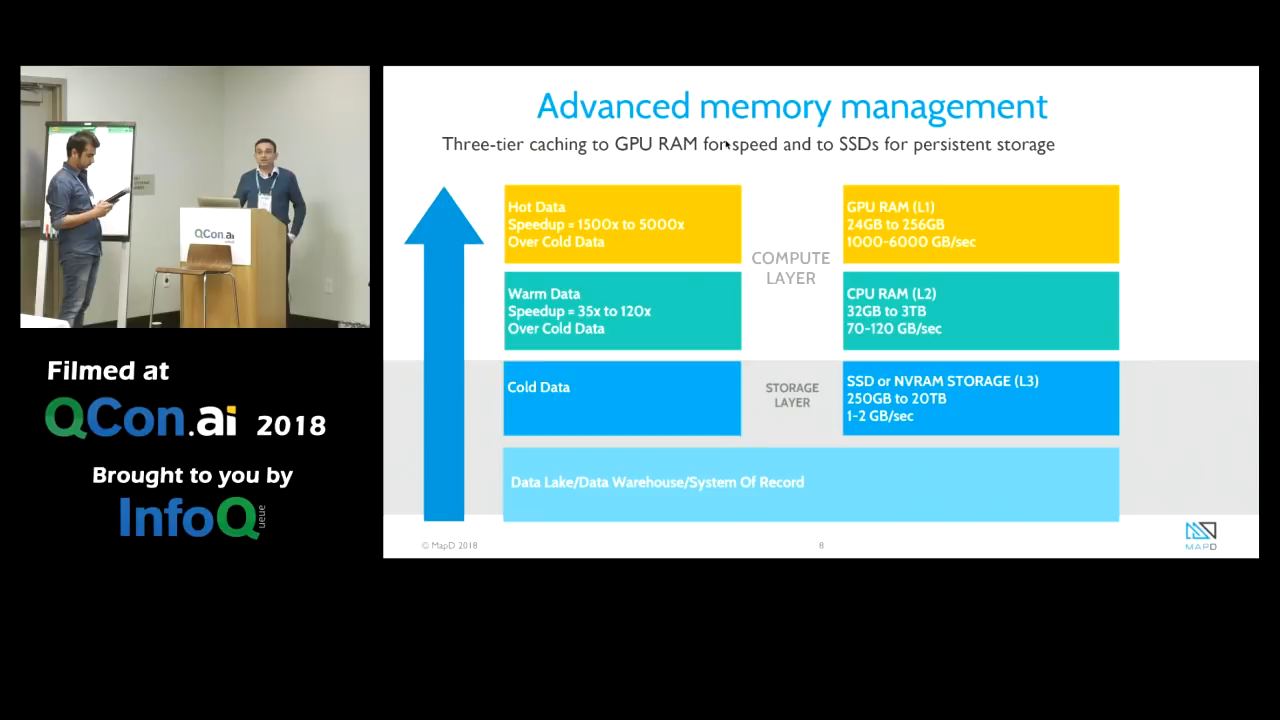 Advanced memory management
Three-tier caching to GPU RAM for speed and to SSDs for persistent storage
Hot Data
Speedup = 1500x to 5000x
Over Cold Data
COMPUTE
LAYER
GPU RAM (L1)
24GB to 256GB
1000-6000 GB/sec
Warm Data
Speedup = 35x to 120x
Over Cold Data
CPU RAM (L2)
32GB to 3TB
70-120 GB/sec
Cold Data
STORAGE
LAYER
SSD or NVRAM STORAGE (L3)
250GB to 20TB
1-2 GB/sec
Data Lake/Data Warehouse/System Of Record
© MapD 2018
8
MAPD
QCon.ai
Filmed at
QCon.ai 2018
Brought to you by
InfoQ
ueue